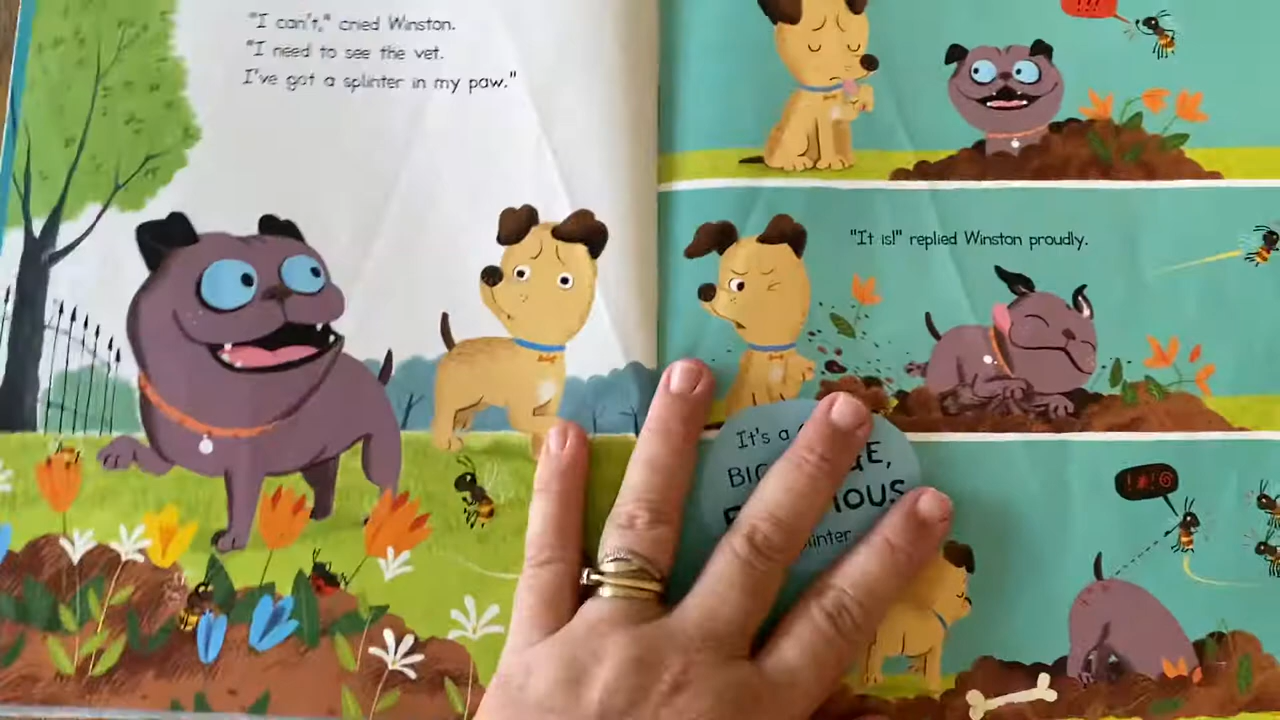 "I can't," cried Winston.
"I need to see the vet.
I've got a splinter in my paw."
!!!
"It is!" replied Winston proudly.
It's a
!#!@